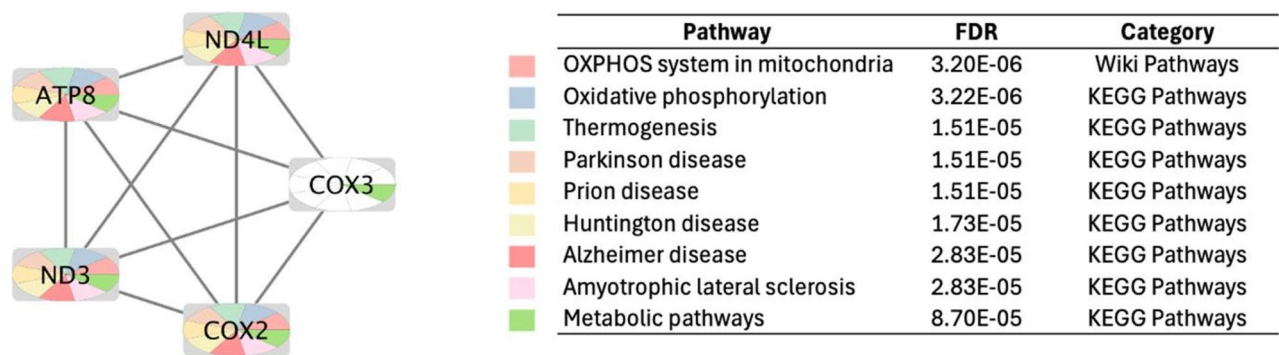 ND4L
ATP8
COX3
ND3
COX2
Pathway FDR Category
OXPHOS system in mitochondria 3.20E-06 Wiki Pathways
Oxidative phosphorylation 3.22E-06 KEGG Pathways
Thermogenesis 1.51E-05 KEGG Pathways
Parkinson disease 1.51E-05 KEGG Pathways
Prion disease 1.51E-05 KEGG Pathways
Huntington disease 1.73E-05 KEGG Pathways
Alzheimer disease 2.83E-05 KEGG Pathways
Amyotrophic lateral sclerosis 2.83E-05 KEGG Pathways
Metabolic pathways 8.70E-05 KEGG Pathways